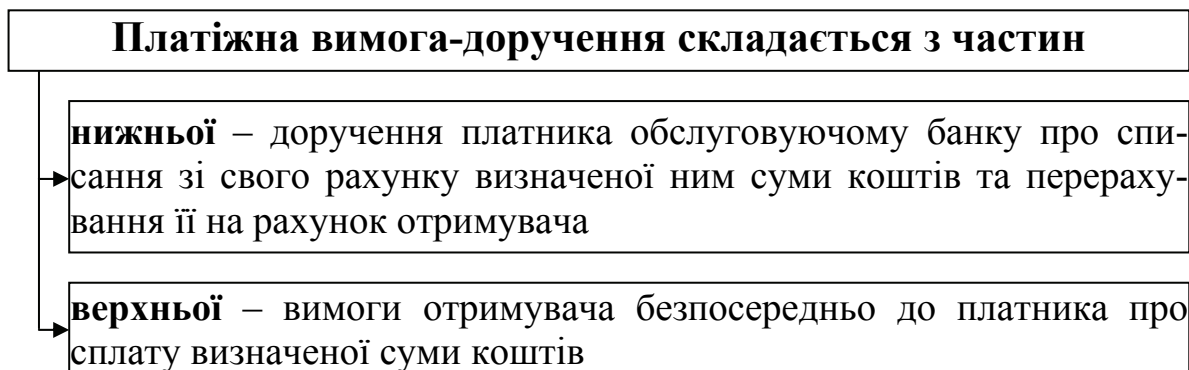 Платіжна вимога-доручення складається з частин
нижньої – доручення платника обслуговуючому банку про спи-
сання зі свого рахунку визначеної ним суми коштів та перераху-
вання її на рахунок отримувача
верхньої – вимоги отримувача безпосередньо до платника про
сплату визначеної суми коштів